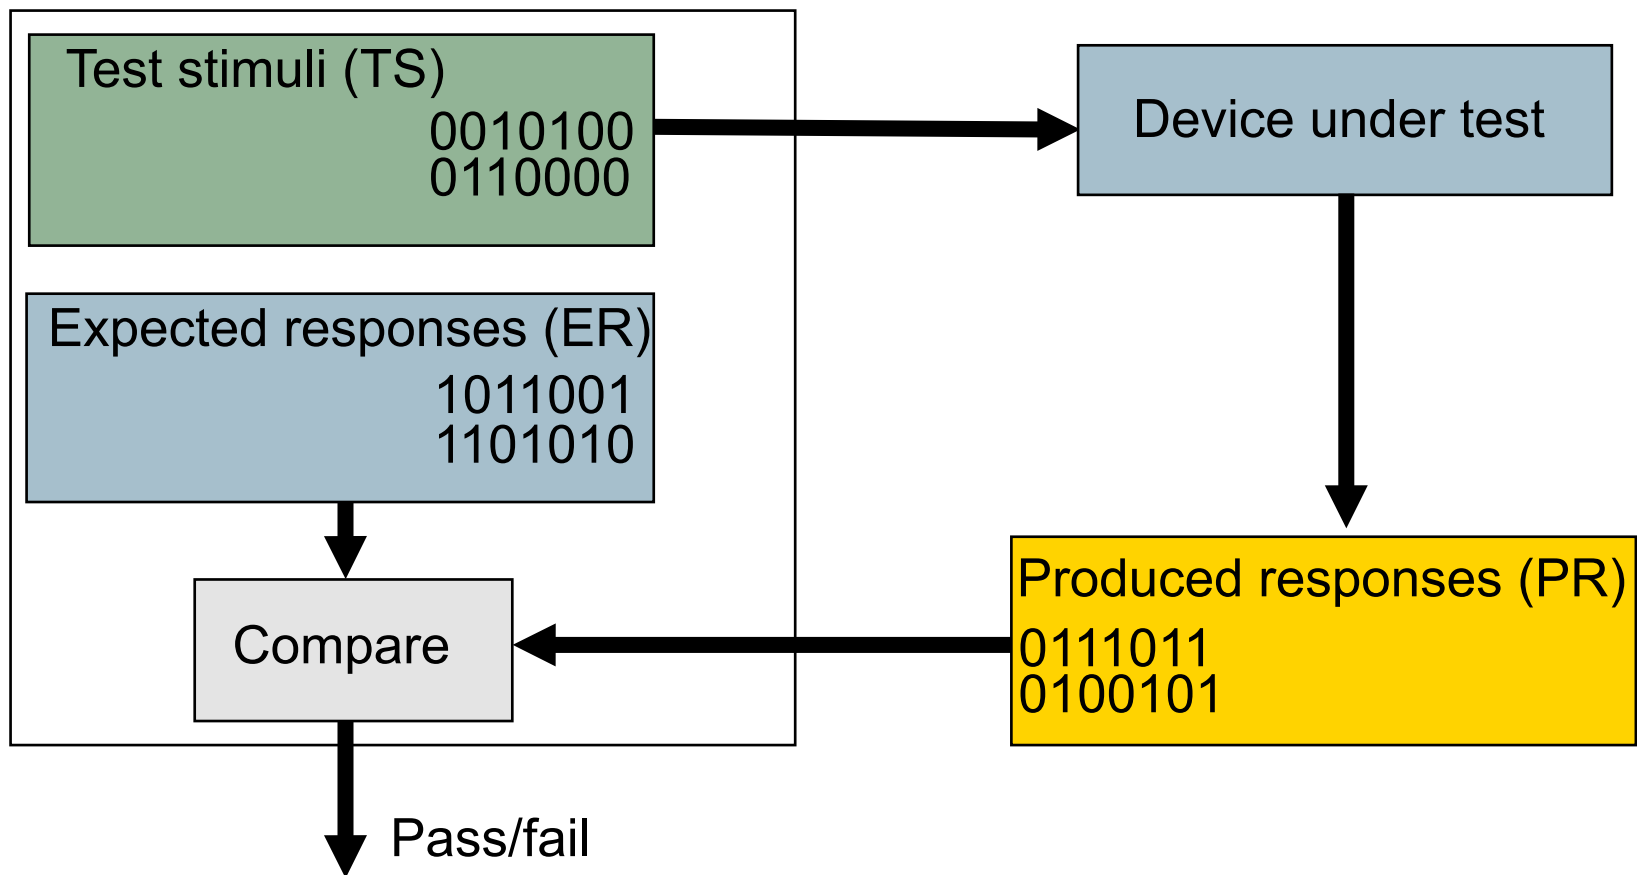 Test stimuli (TS)
0010100
0110000
Device under test
Expected responses (ER)
1011001
1101010
Produced responses (PR)
0111011
0100101
Compare
Pass/fail